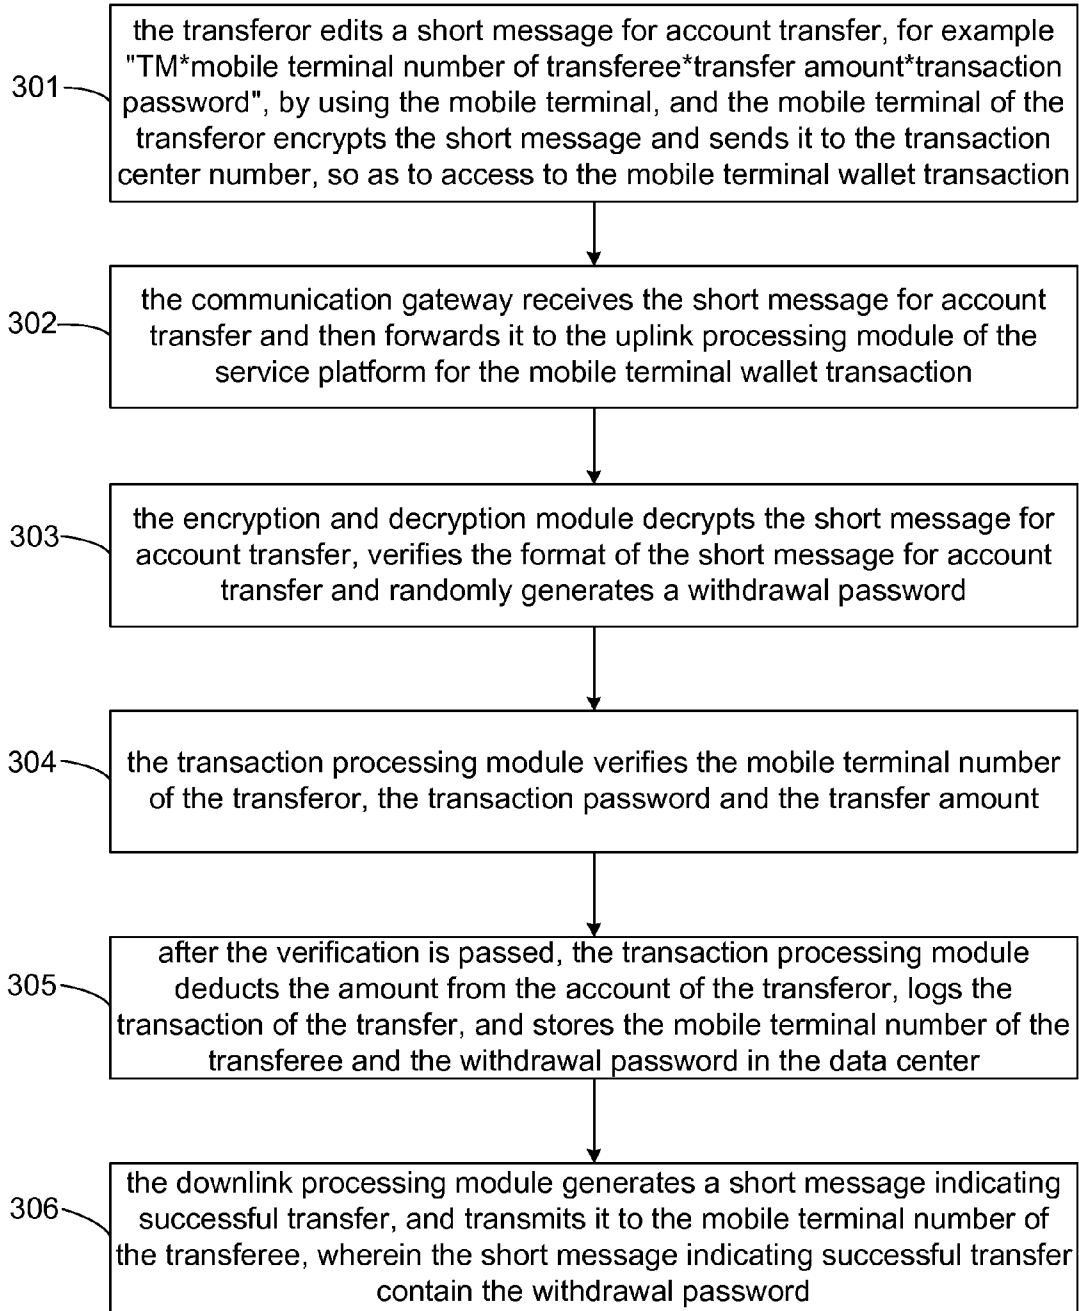 301
the transferor edits a short message for account transfer, for example
"TM*mobile terminal number of transferee*transfer amount*transaction
password", by using the mobile terminal, and the mobile terminal of the
transferor encrypts the short message and sends it to the transaction
center number, so as to access to the mobile terminal wallet transaction
302
the communication gateway receives the short message for account
transfer and then forwards it to the uplink processing module of the
service platform for the mobile terminal wallet transaction
303
the encryption and decryption module decrypts the short message for
account transfer, verifies the format of the short message for account
transfer and randomly generates a withdrawal password
304
the transaction processing module verifies the mobile terminal number
of the transferor, the transaction password and the transfer amount
305
after the verification is passed, the transaction processing module
deducts the amount from the account of the transferor, logs the
transaction of the transfer, and stores the mobile terminal number of the
transferee and the withdrawal password in the data center
306
the downlink processing module generates a short message indicating
successful transfer, and transmits it to the mobile terminal number of
the transferee, wherein the short message indicating successful transfer
contain the withdrawal password